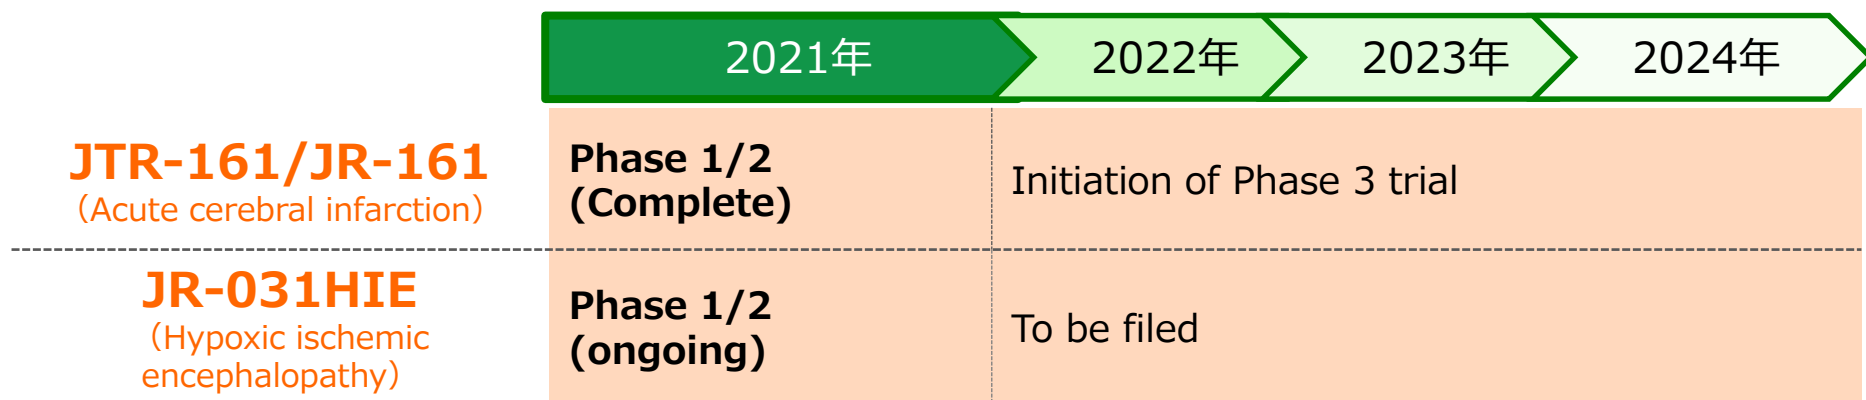 2021年
2022年
2023年
2024年
JTR-161/JR-161
（Acute cerebral infarction）
Phase 1/2
(Complete)
Initiation of Phase 3 trial
JR-031HIE
（Hypoxic ischemic
encephalopathy）
Phase 1/2
(ongoing)
To be filed